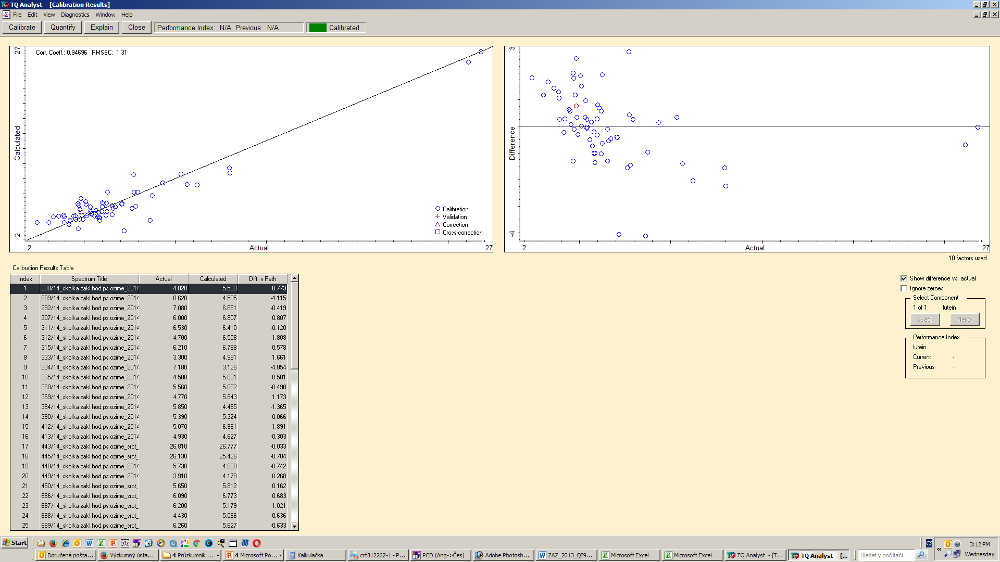 TQ Analyst - [Calibration Results]
File Edit View Diagnostics Window Help
Calibrate Quantify Explain Close Performance Index: N/A Previous: N/A Calibrated
Corr. Coeff.: 0.94696 RMSEC: 1.31
27
Calculated
2
2 Actual 27
Calibration
Validation
Correction
Cross-correction
3
Difference
-4
2 Actual 27
10 factors used
Calibration Results Table
Index Spectrum Title Actual Calculated Diff. x Path
1 288/14_skolka zakl.hod.ps.ozime_2014 4.820 5.593 0.773
2 289/14_skolka zakl.hod.ps.ozime_2014 8.620 4.505 -4.115
3 292/14_skolka zakl.hod.ps.ozime_2014 7.080 6.661 -0.419
4 307/14_skolka zakl.hod.ps.ozime_2014 6.000 6.807 0.807
5 311/14_skolka zakl.hod.ps.ozime_2014 6.530 6.410 -0.120
6 312/14_skolka zakl.hod.ps.ozime_2014 4.700 6.508 1.808
7 315/14_skolka zakl.hod.ps.ozime_2014 6.210 6.788 0.578
8 333/14_skolka zakl.hod.ps.ozime_2014 3.300 4.961 1.661
9 334/14_skolka zakl.hod.ps.ozime_2014 7.180 3.126 -4.054
10 365/14_skolka zakl.hod.ps.ozime_2014 4.500 5.081 0.581
11 368/14_skolka zakl.hod.ps.ozime_2014 5.560 5.062 -0.498
12 369/14_skolka zakl.hod.ps.ozime_2014 4.770 5.943 1.173
13 384/14_skolka zakl.hod.ps.ozime_2014 5.850 4.485 -1.365
14 390/14_skolka zakl.hod.ps.ozime_2014 5.390 5.324 -0.066
15 412/14_skolka zakl.hod.ps.ozime_2014 5.070 6.961 1.891
16 413/14_skolka zakl.hod.ps.ozime_2014 4.930 4.627 -0.303
17 443/14_skolka zakl.hod.ps.ozime_srot_ 26.810 26.777 -0.033
18 445/14_skolka zakl.hod.ps.ozime_srot_ 26.130 25.426 -0.704
19 448/14_skolka zakl.hod.ps.ozime_2014 5.730 4.988 -0.742
20 449/14_skolka zakl.hod.ps.ozime_2014 3.910 4.178 0.268
21 450/14_skolka zakl.hod.ps.ozime_srot_ 5.650 5.812 0.162
22 686/14_skolka zakl.hod.ps.ozime_srot_ 6.090 6.773 0.683
23 687/14_skolka zakl.hod.ps.ozime_srot_ 6.200 5.179 -1.021
24 688/14_skolka zakl.hod.ps.ozime_srot_ 4.430 5.066 0.636
25 689/14_skolka zakl.hod.ps.ozime_srot_ 6.260 5.627 -0.633
Show difference vs. actual
Ignore zeroes
Select Component
1 of 1 lutein
<Back Next>
Performance Index
lutein
Current -
Previous -
Start
CS « 3:12 PM
Doručená pošta... Výzkumný ústa... 4 Průzkumník ... 4 Microsoft Po... Kalkulačka crf312262-1 - P... PCD (Ang->Čes) Adobe Photosh... ZAZ_2013_QI9... Microsoft Excel Microsoft Excel TQ Analyst - [T... TQ Analyst - [... Hledat v počítači Wednesday